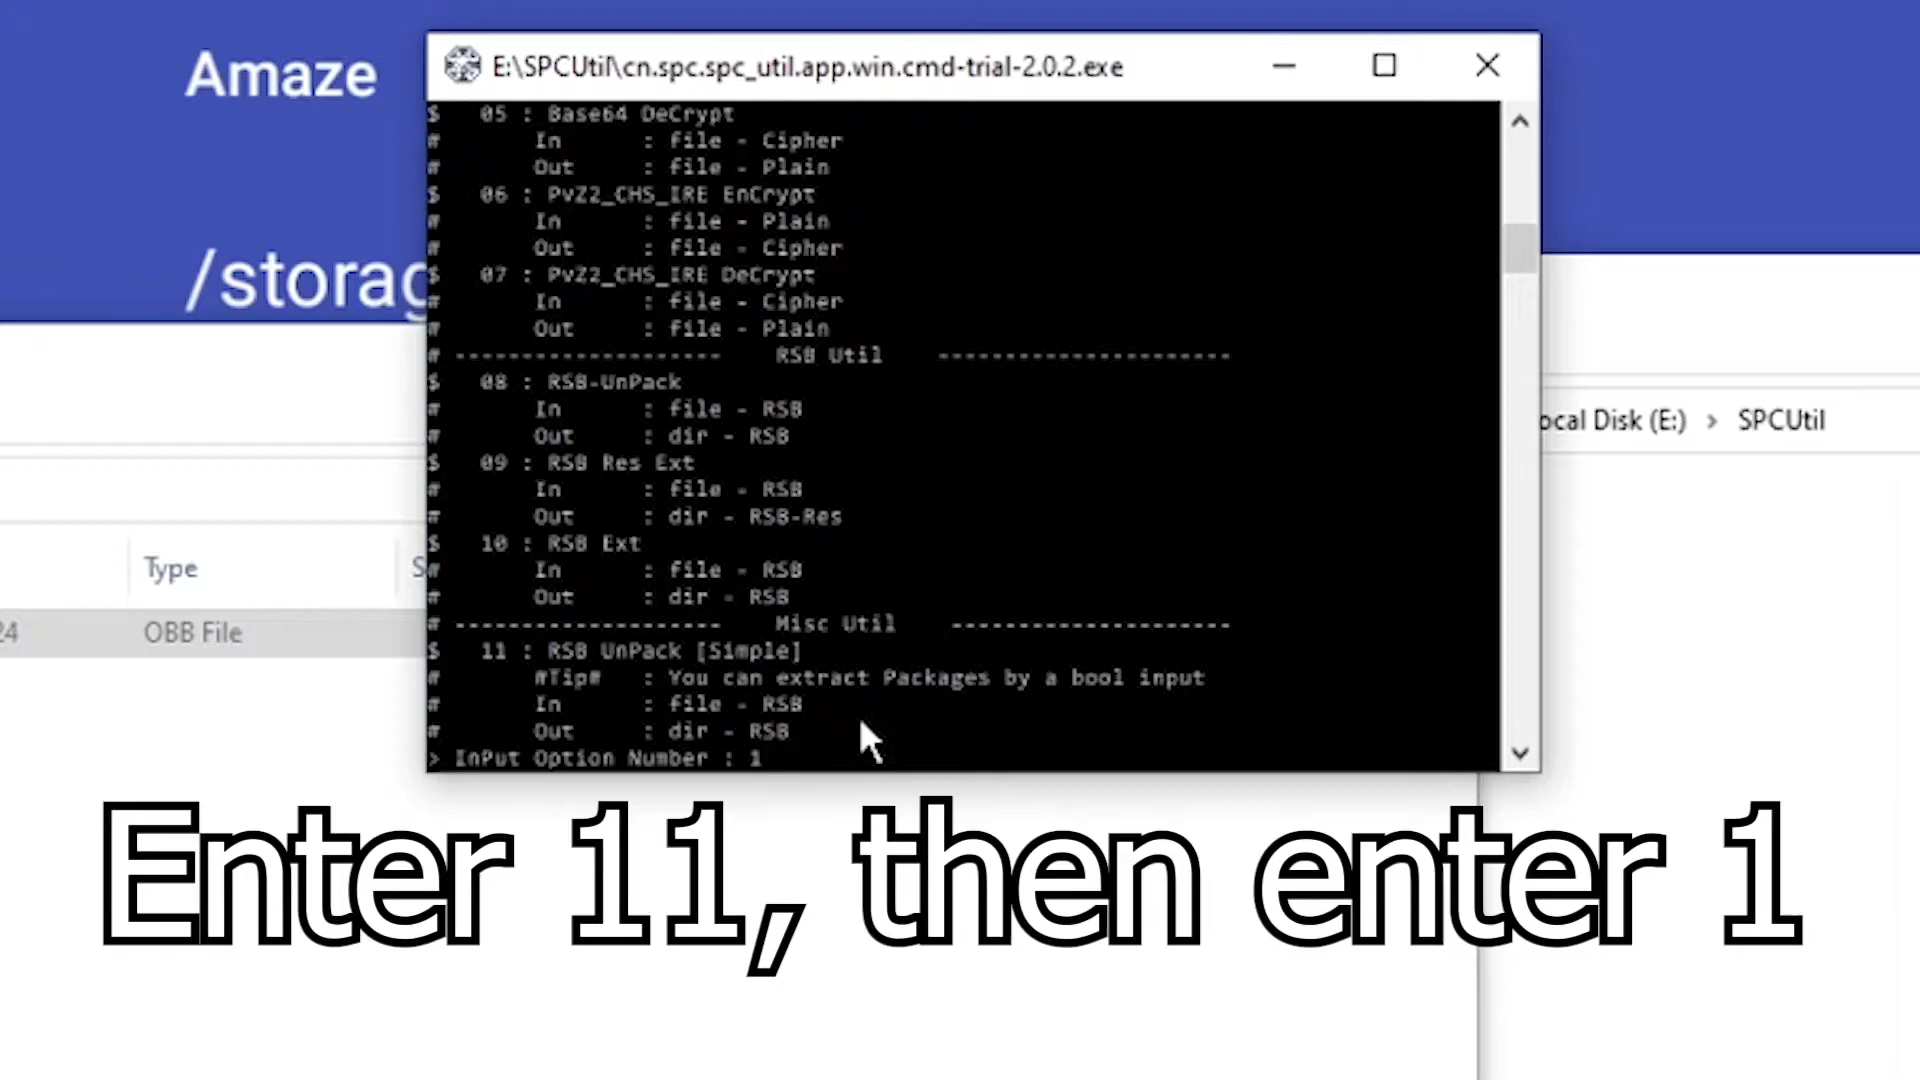 Amaze
E:\SPCUtil\cn.spc.spc_util.app.win.cmd-trial-2.0.2.exe
/storag
$ 05 : Base64 DeCrypt
# In : file - Cipher
# Out : file - Plain
$ 06 : PvZ2_CHS_IRE EnCrypt
# In : file - Plain
# Out : file - Cipher
$ 07 : PvZ2_CHS_IRE DeCrypt
# In : file - Cipher
# Out : file - Plain
# -------------------- RSB Util ----------------------
$ 08 : RSB-UnPack
# In : file - RSB
# Out : dir - RSB
$ 09 : RSB Res Ext
# In : file - RSB
# Out : dir - RSB-Res
$ 10 : RSB Ext
# In : file - RSB
# Out : dir - RSB
# -------------------- Misc Util ---------------------
$ 11 : RSB UnPack [Simple]
# #Tip# : You can extract Packages by a bool input
# In : file - RSB
# Out : dir - RSB
> InPut Option Number : 1
ocal Disk (E:) > SPCUtil
Type S
24 OBB File
Enter 11, then enter 1